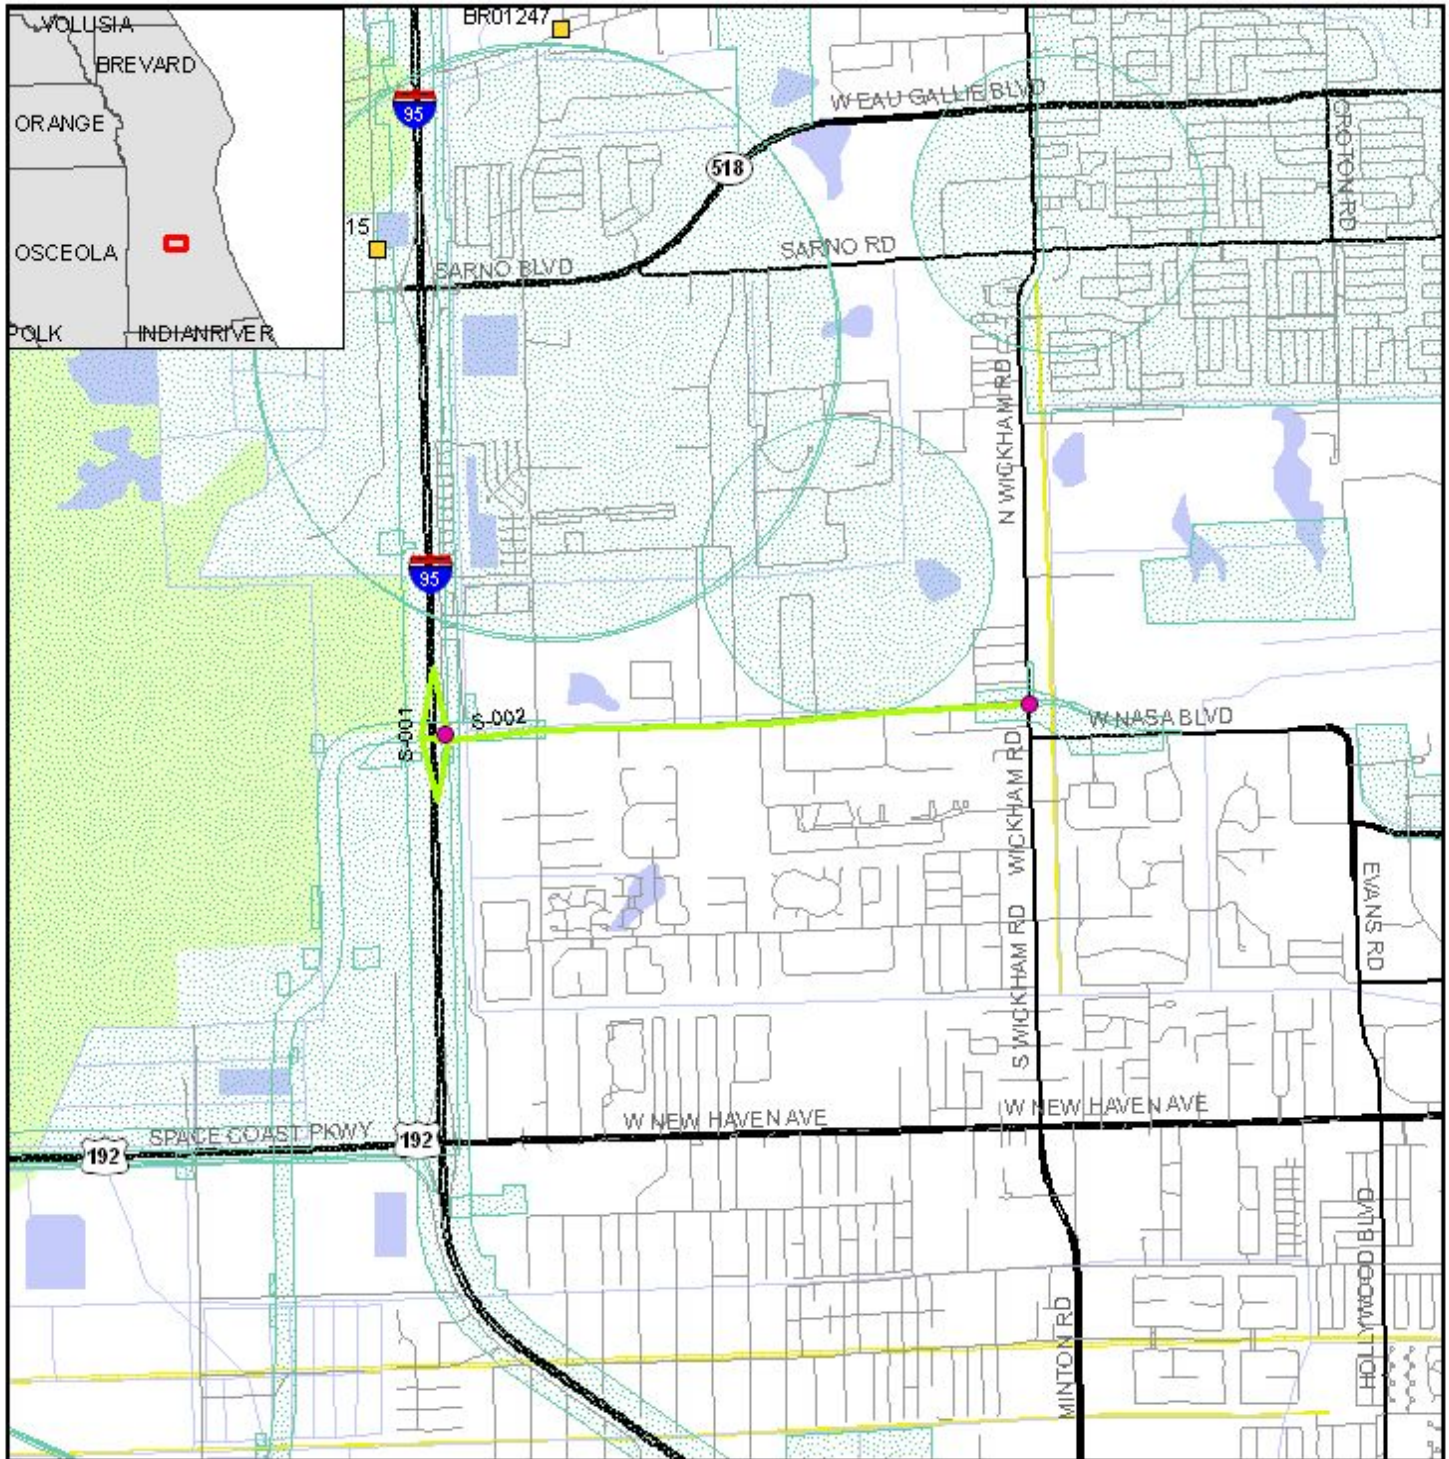 VOLUSIA
BREVARD
ORANGE
OSCEOLA
POLK
INDIANRIVER
BR01247
95
W EAU GALLIE BLVD
CROTON RD
518
15
SARNO BLVD
SARNO RD
N WICKHAM RD
95
S-001
S-002
W NASA BLVD
WICKHAM RD
EVANS RD
S WICKHAM RD
W NEW HAVEN AVE
W NEW HAVEN AVE
SPACE COAST PKWY
192
192
HOLLYWOOD BLVD
MINTON RD